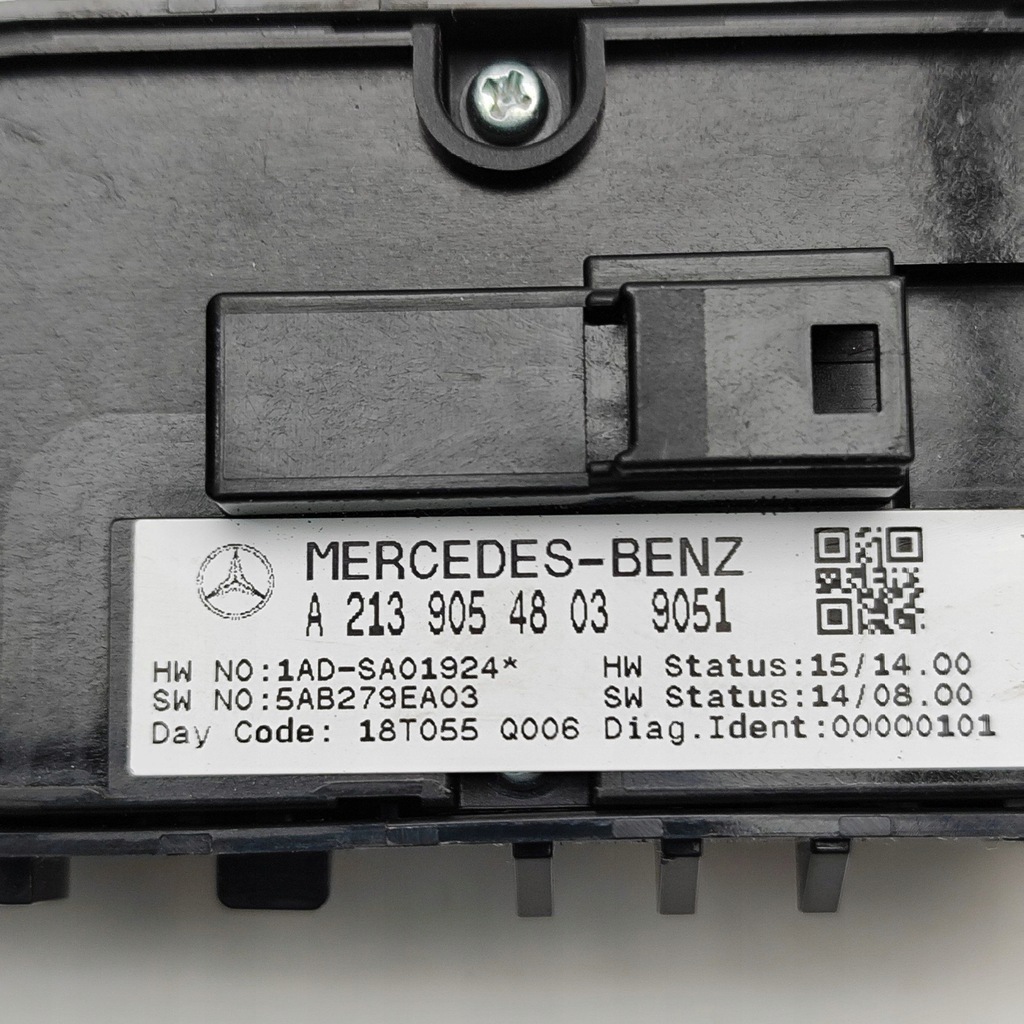 MERCEDES-BENZ
A 213 905 48 03 9051
HW NO:1AD-SA01924* HW Status:15/14.00
SW NO:5AB279EA03 SW Status:14/08.00
Day Code: 18T055 Q006 Diag.Ident:00000101